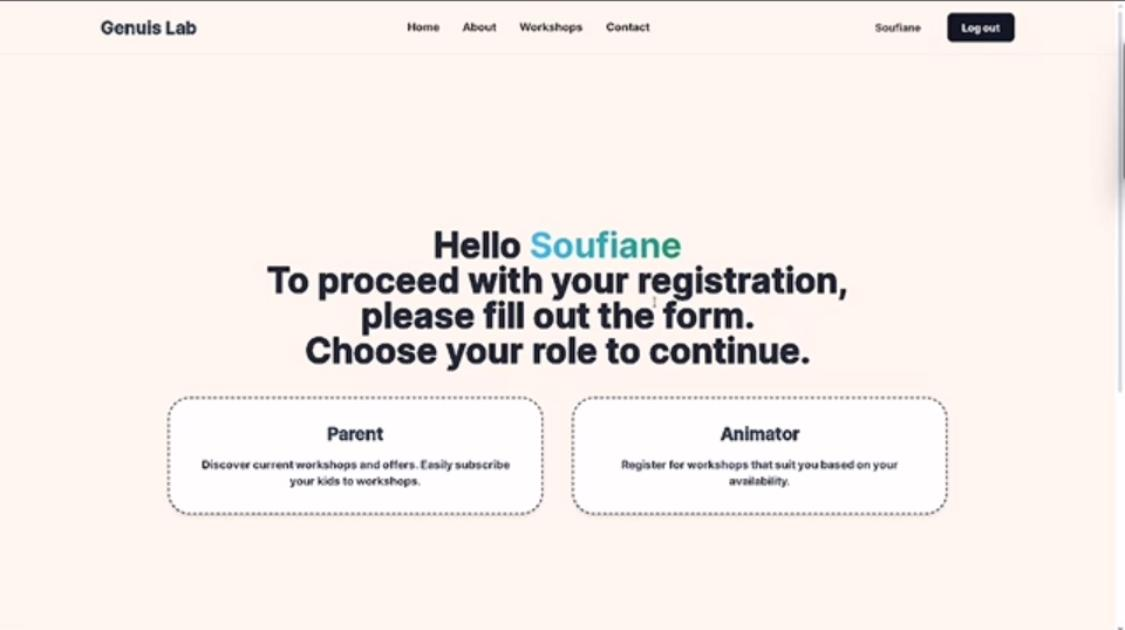 Genuis Lab
Home About Workshops Contact
Soufiane
Log out
Hello Soufiane
To proceed with your registration,
please fill out the form.
Choose your role to continue.
Parent
Discover current workshops and offers. Easily subscribe
your kids to workshops.
Animator
Register for workshops that suit you based on your
availability.